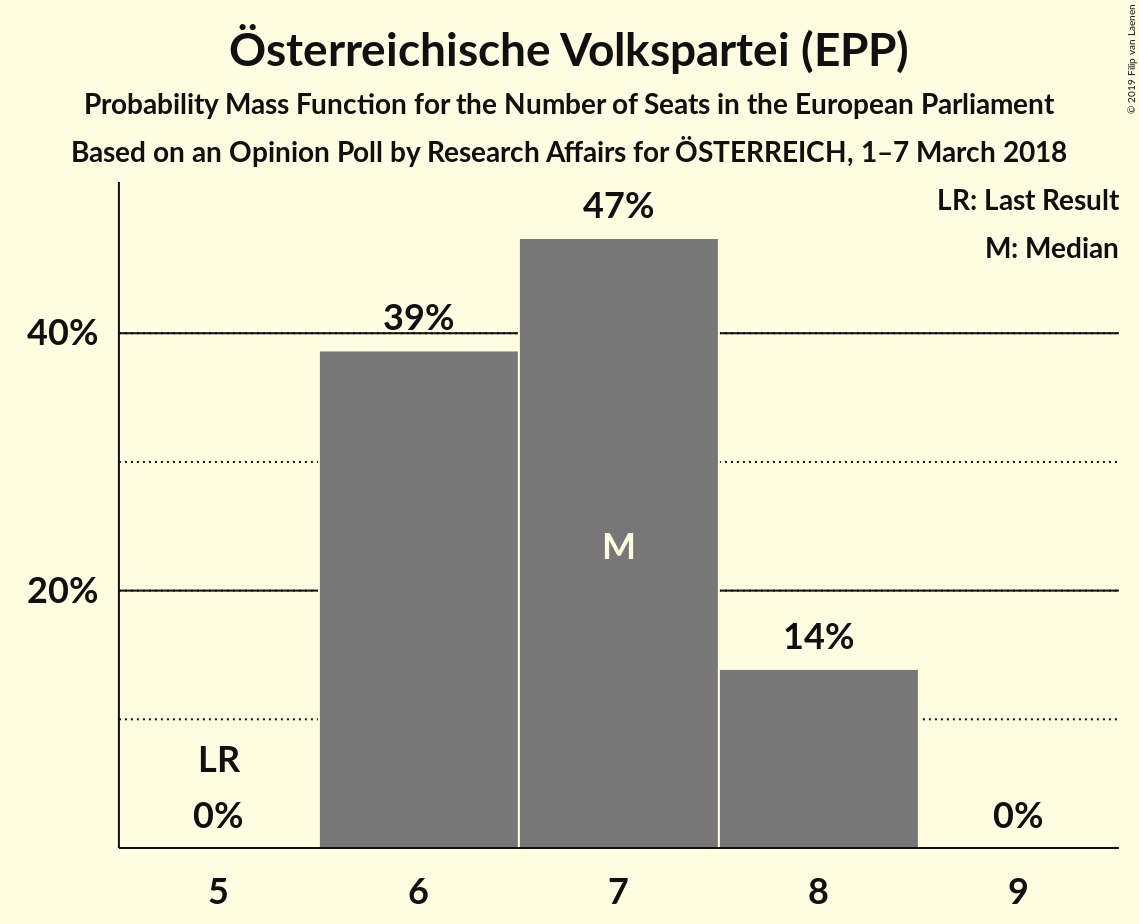 Österreichische Volkspartei (EPP)
Probability Mass Function for the Number of Seats in the European Parliament
Based on an Opinion Poll by Research Affairs for ÖSTERREICH, 1–7 March 2018
© 2019 Filip van Laenen
LR: Last Result
M: Median
47%
39%
40%
M
20%
14%
LR
0%
0%
5
6
7
8
9